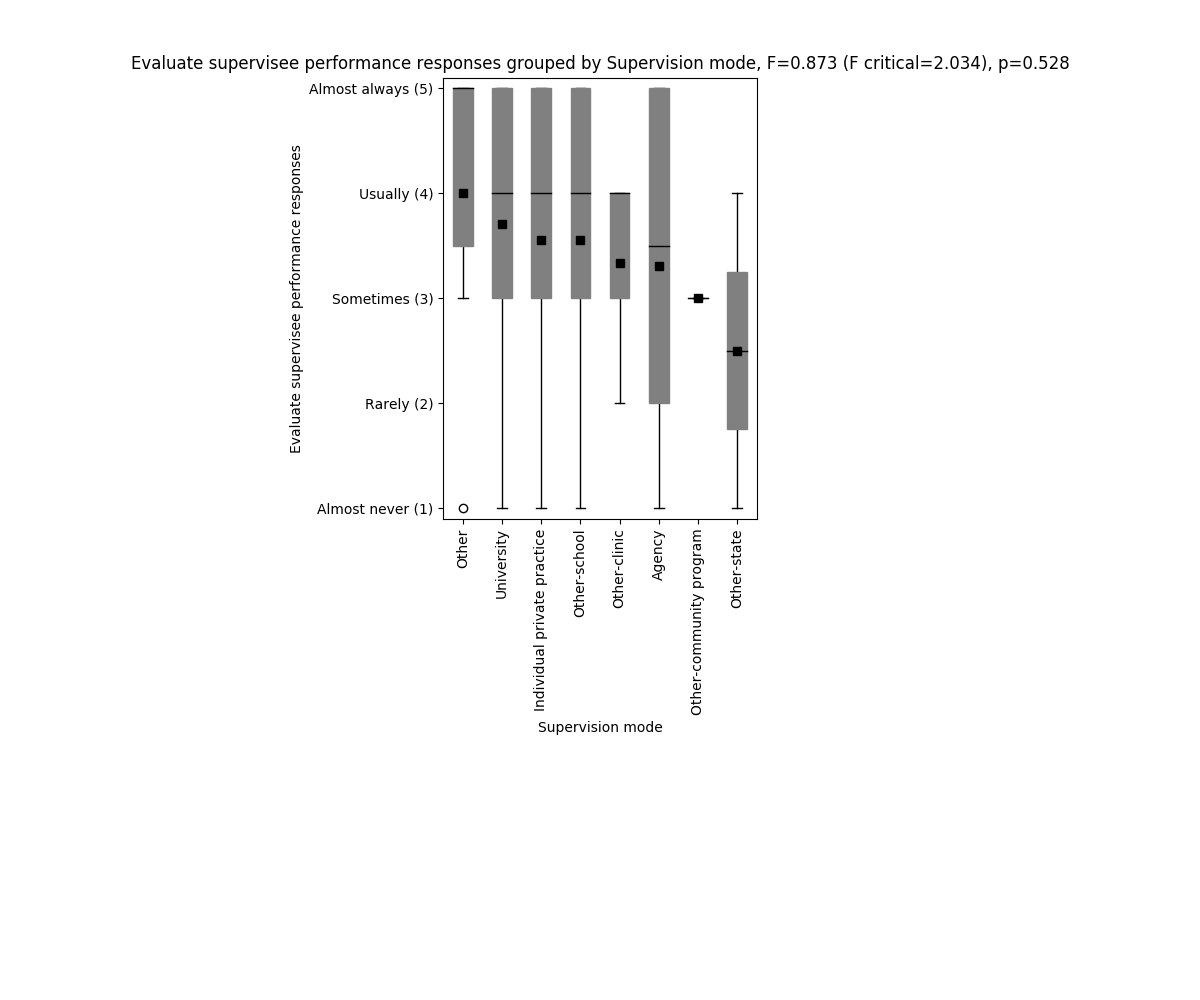 Evaluate supervisee performance responses grouped by Supervision mode, F=0.873 (F critical=2.034), p=0.528
Evaluate supervisee performance responses
Almost always (5)
Usually (4)
Sometimes (3)
Rarely (2)
Almost never (1)
Other
University
Individual private practice
Other-school
Other-clinic
Agency
Other-community program
Other-state
Supervision mode